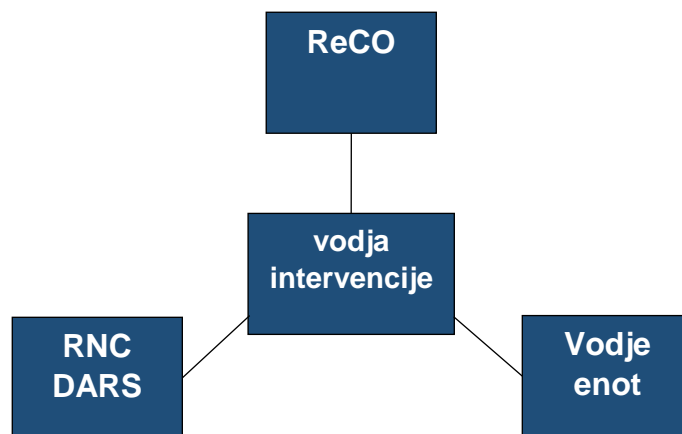 ReCO
vodja
intervencije
RNC
DARS
Vodje
enot